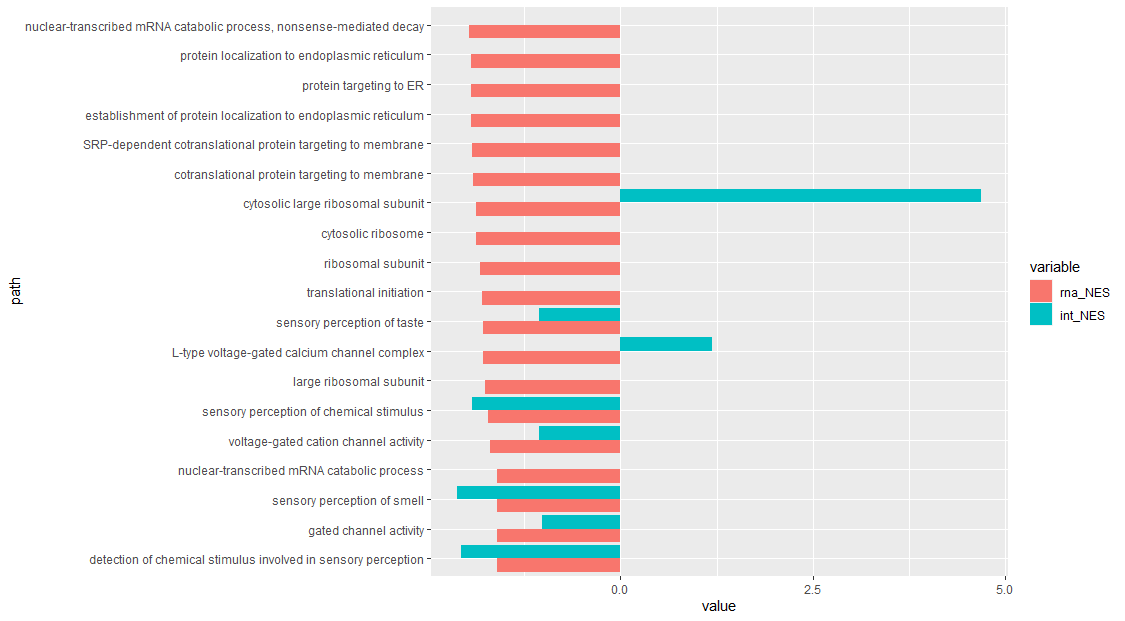 nuclear-transcribed mRNA catabolic process, nonsense-mediated decay
protein localization to endoplasmic reticulum
protein targeting to ER
establishment of protein localization to endoplasmic reticulum
SRP-dependent cotranslational protein targeting to membrane
cotranslational protein targeting to membrane
cytosolic large ribosomal subunit
cytosolic ribosome
ribosomal subunit
translational initiation
sensory perception of taste
L-type voltage-gated calcium channel complex
large ribosomal subunit
sensory perception of chemical stimulus
voltage-gated cation channel activity
nuclear-transcribed mRNA catabolic process
sensory perception of smell
gated channel activity
detection of chemical stimulus involved in sensory perception
path
0.0 2.5 5.0
value
variable
rna_NES
int_NES